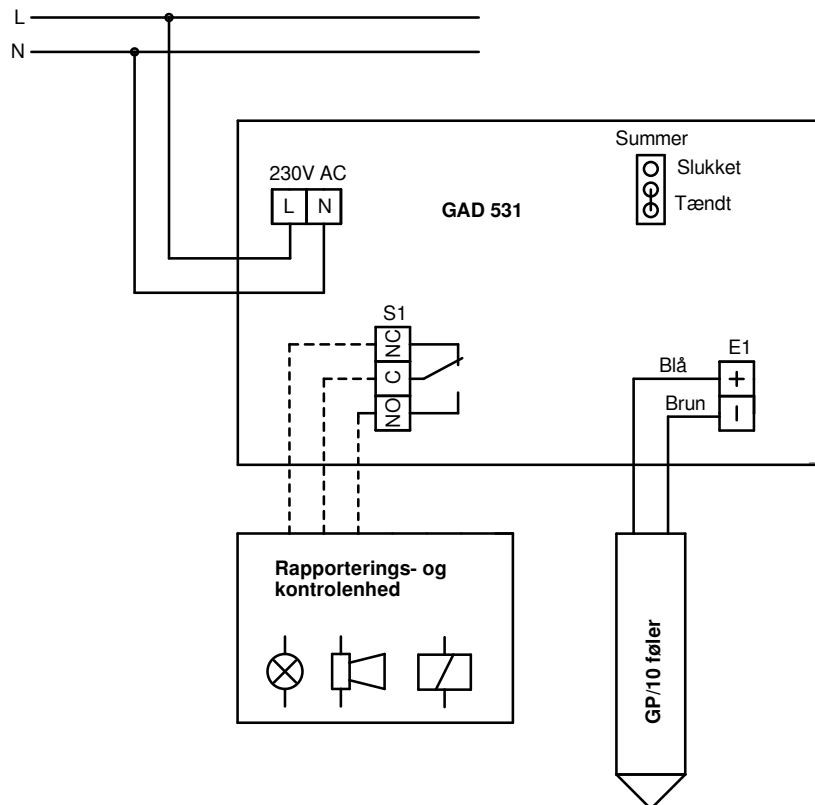 L
N
Summer
Slukket
Tændt
230V AC
L N
GAD 531
S1
NC
C
NO
E1
Blå
+
Brun
–
Rapporterings- og
kontrolenhed
GP/10 føler